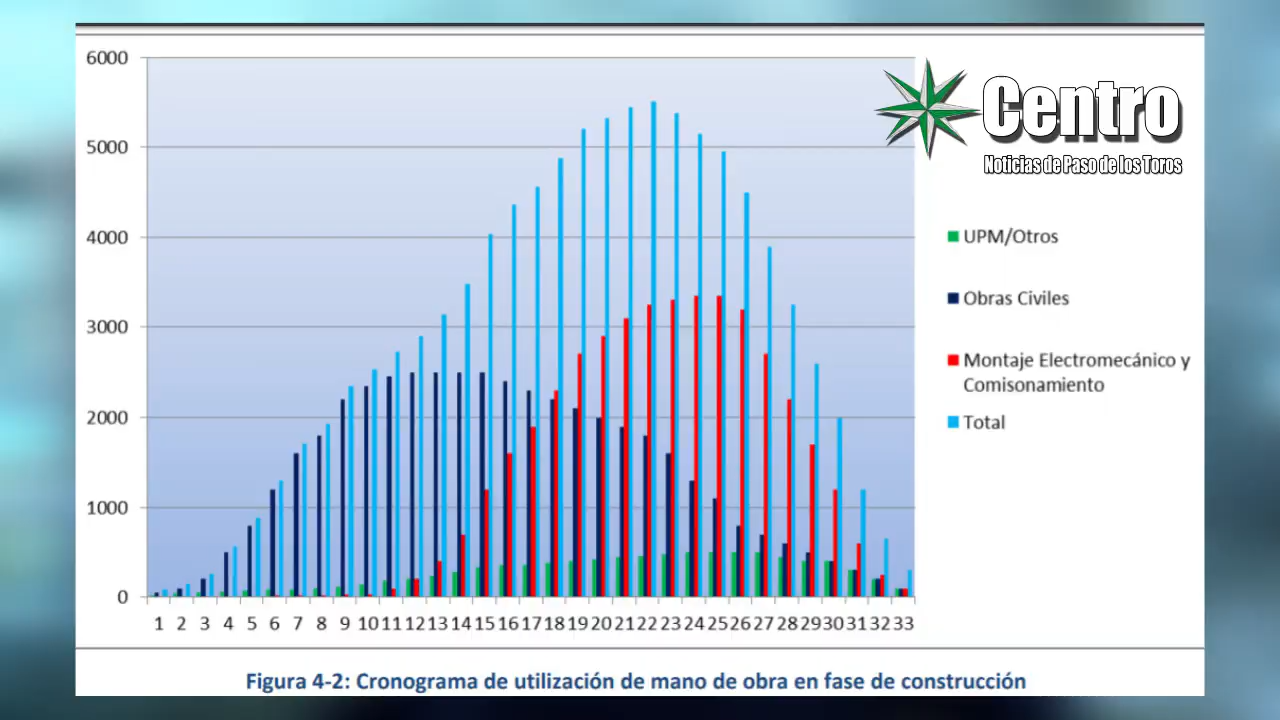 6000
5000
4000
3000
2000
1000
0
1 2 3 4 5 6 7 8 9 10 11 12 13 14 15 16 17 18 19 20 21 22 23 24 25 26 27 28 29 30 31 32 33
Centro
Noticias de Paso de los Toros
UPM/Otros
Obras Civiles
Montaje Electromecánico y
Comisonamiento
Total
Figura 4-2: Cronograma de utilización de mano de obra en fase de construcción